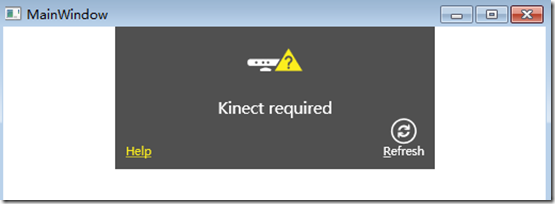 MainWindow
?
Kinect required
Help
Refresh